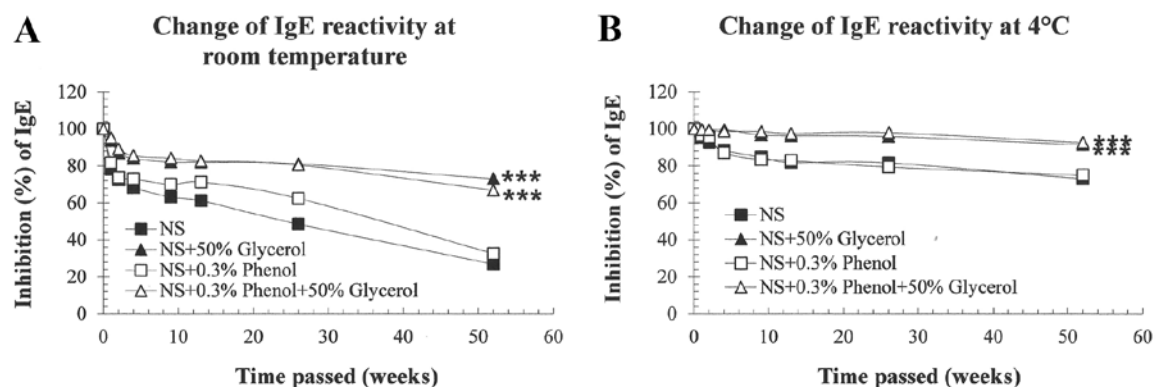 A
Change of IgE reactivity at
room temperature
Inhibition (%) of IgE
120
100
80
60
40
20
0
***
***
NS
NS+50% Glycerol
NS+0.3% Phenol
NS+0.3% Phenol+50% Glycerol
0 10 20 30 40 50 60
Time passed (weeks)
B
Change of IgE reactivity at 4°C
Inhibition (%) of IgE
120
100
80
60
40
20
0
***
***
NS
NS+50% Glycerol
NS+0.3% Phenol
NS+0.3% Phenol+50% Glycerol
0 10 20 30 40 50 60
Time passed (weeks)